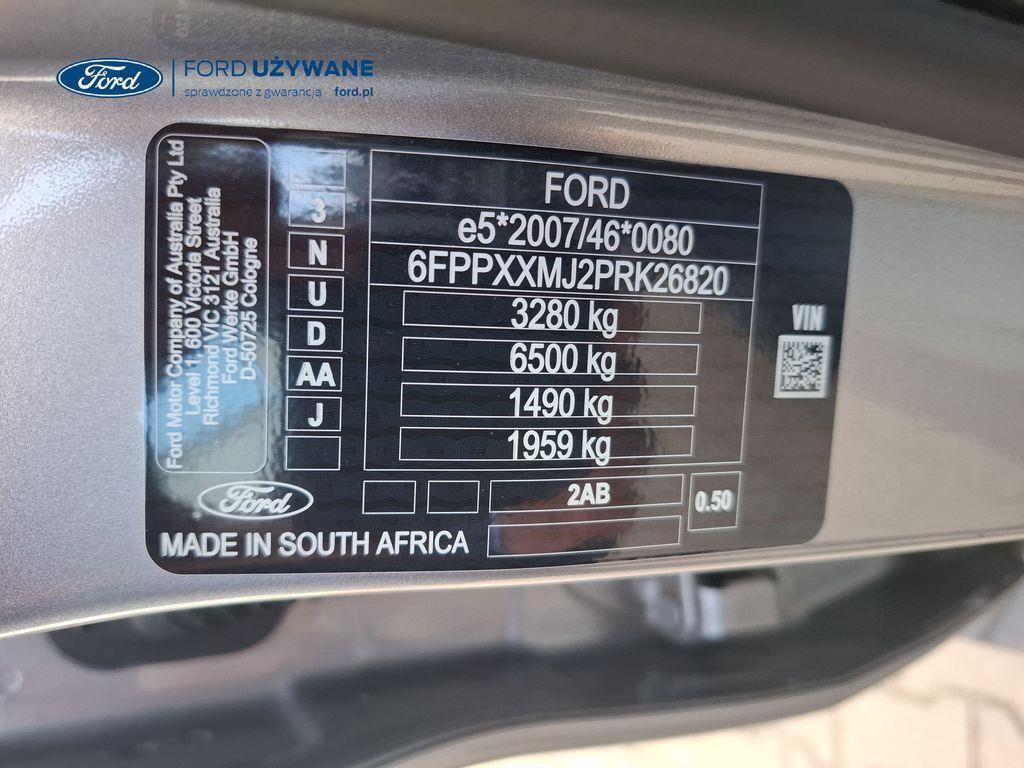 Ford
FORD UŻYWANE
sprawdzone z gwarancją ford.pl
Ford Motor Company of Australia Pty Ltd
Level 1, 600 Victoria Street
Richmond VIC 3121 Australia
Ford Werke GmbH
D-50725 Cologne
3
N
U
D
AA
J
FORD
e5*2007/46*0080
6FPPXXMJ2PRK26820
3280 kg
6500 kg
1490 kg
1959 kg
VIN
Ford
2AB
0.50
MADE IN SOUTH AFRICA